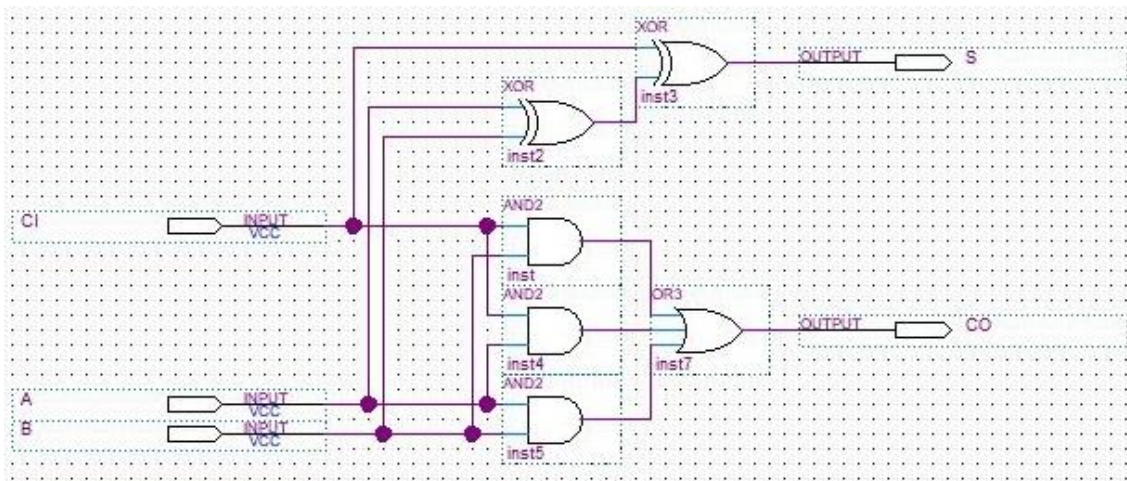 XOR
OUTPUT S
inst3
XOR
inst2
CI INPUT
VCC
AND2
inst
AND2
OR3
OUTPUT CO
inst4
inst7
AND2
A INPUT
VCC
B INPUT
VCC
inst5